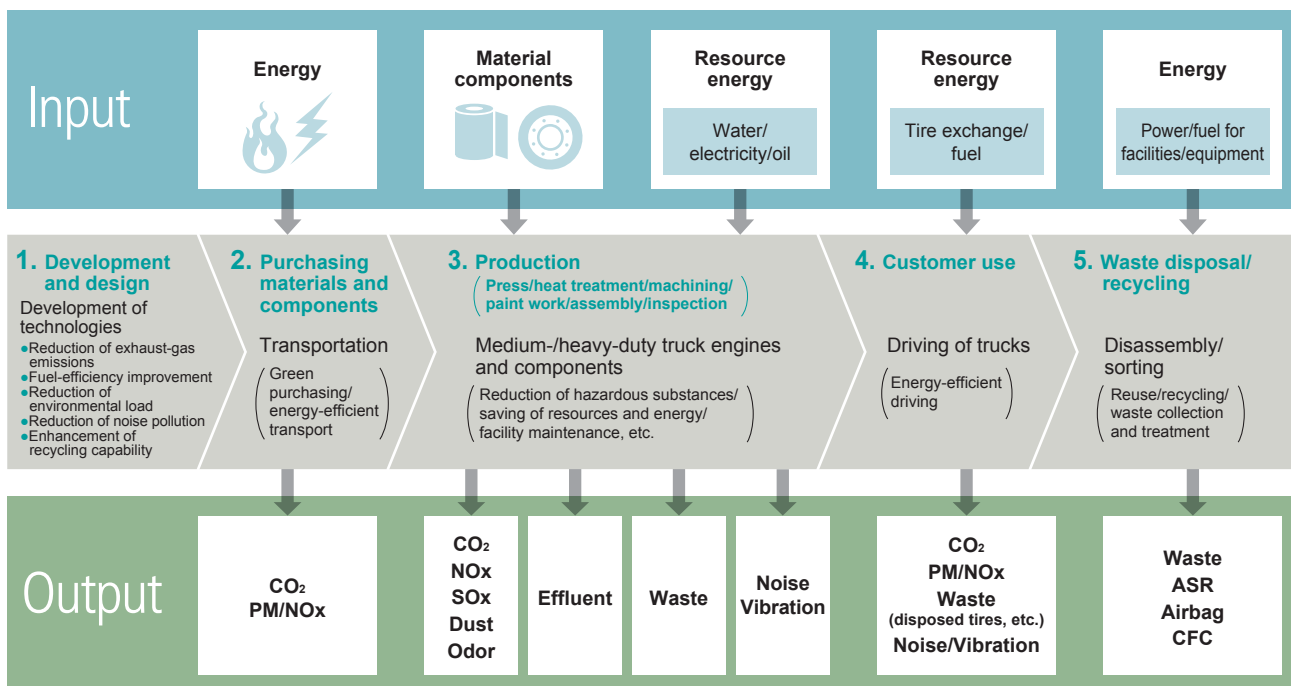 Input
Energy
Material
components
Resource
energy
Water/
electricity/oil
Resource
energy
Tire exchange/
fuel
Energy
Power/fuel for
facilities/equipment
1. Development
and design
Development of
technologies
●Reduction of exhaust-gas
emissions
●Fuel-efficiency improvement
●Reduction of
environmental load
●Reduction of noise pollution
●Enhancement of
recycling capability
2. Purchasing
materials and
components
Transportation
(Green
purchasing/
energy-efficient
transport)
3. Production
(Press/heat treatment/machining/
paint work/assembly/inspection)
Medium-/heavy-duty truck engines
and components
(Reduction of hazardous substances/
saving of resources and energy/
facility maintenance, etc.)
4. Customer use
Driving of trucks
(Energy-efficient
driving)
5. Waste disposal/
recycling
Disassembly/
sorting
(Reuse/recycling/
waste collection
and treatment)
Output
CO₂
PM/NOx
CO₂
NOx
SOx
Dust
Odor
Effluent
Waste
Noise
Vibration
CO₂
PM/NOx
Waste
(disposed tires, etc.)
Noise/Vibration
Waste
ASR
Airbag
CFC